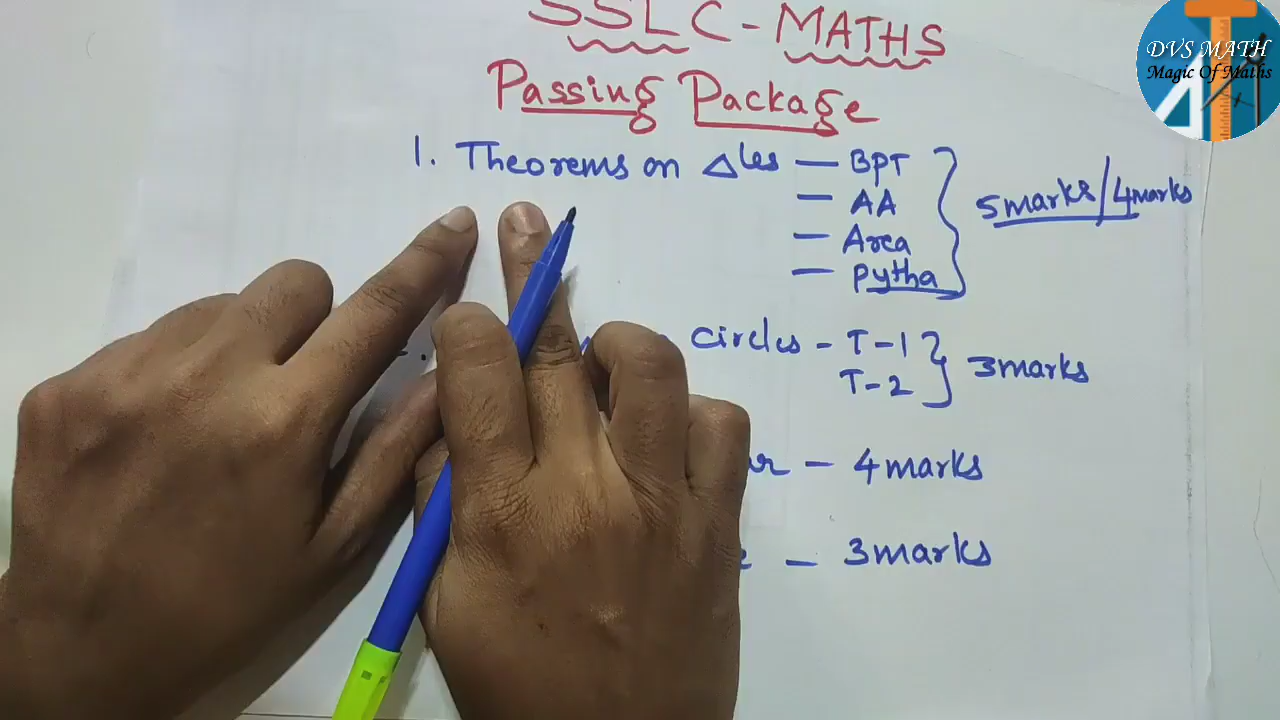 SSLC - MATHS
Passing Package
1. Theorems on △les — BPT
— AA
— Area
— Pytha
5marks/4marks
circles - T-1
T-2
3marks
- 4marks
- 3marks
DVS MATH
Magic Of Maths